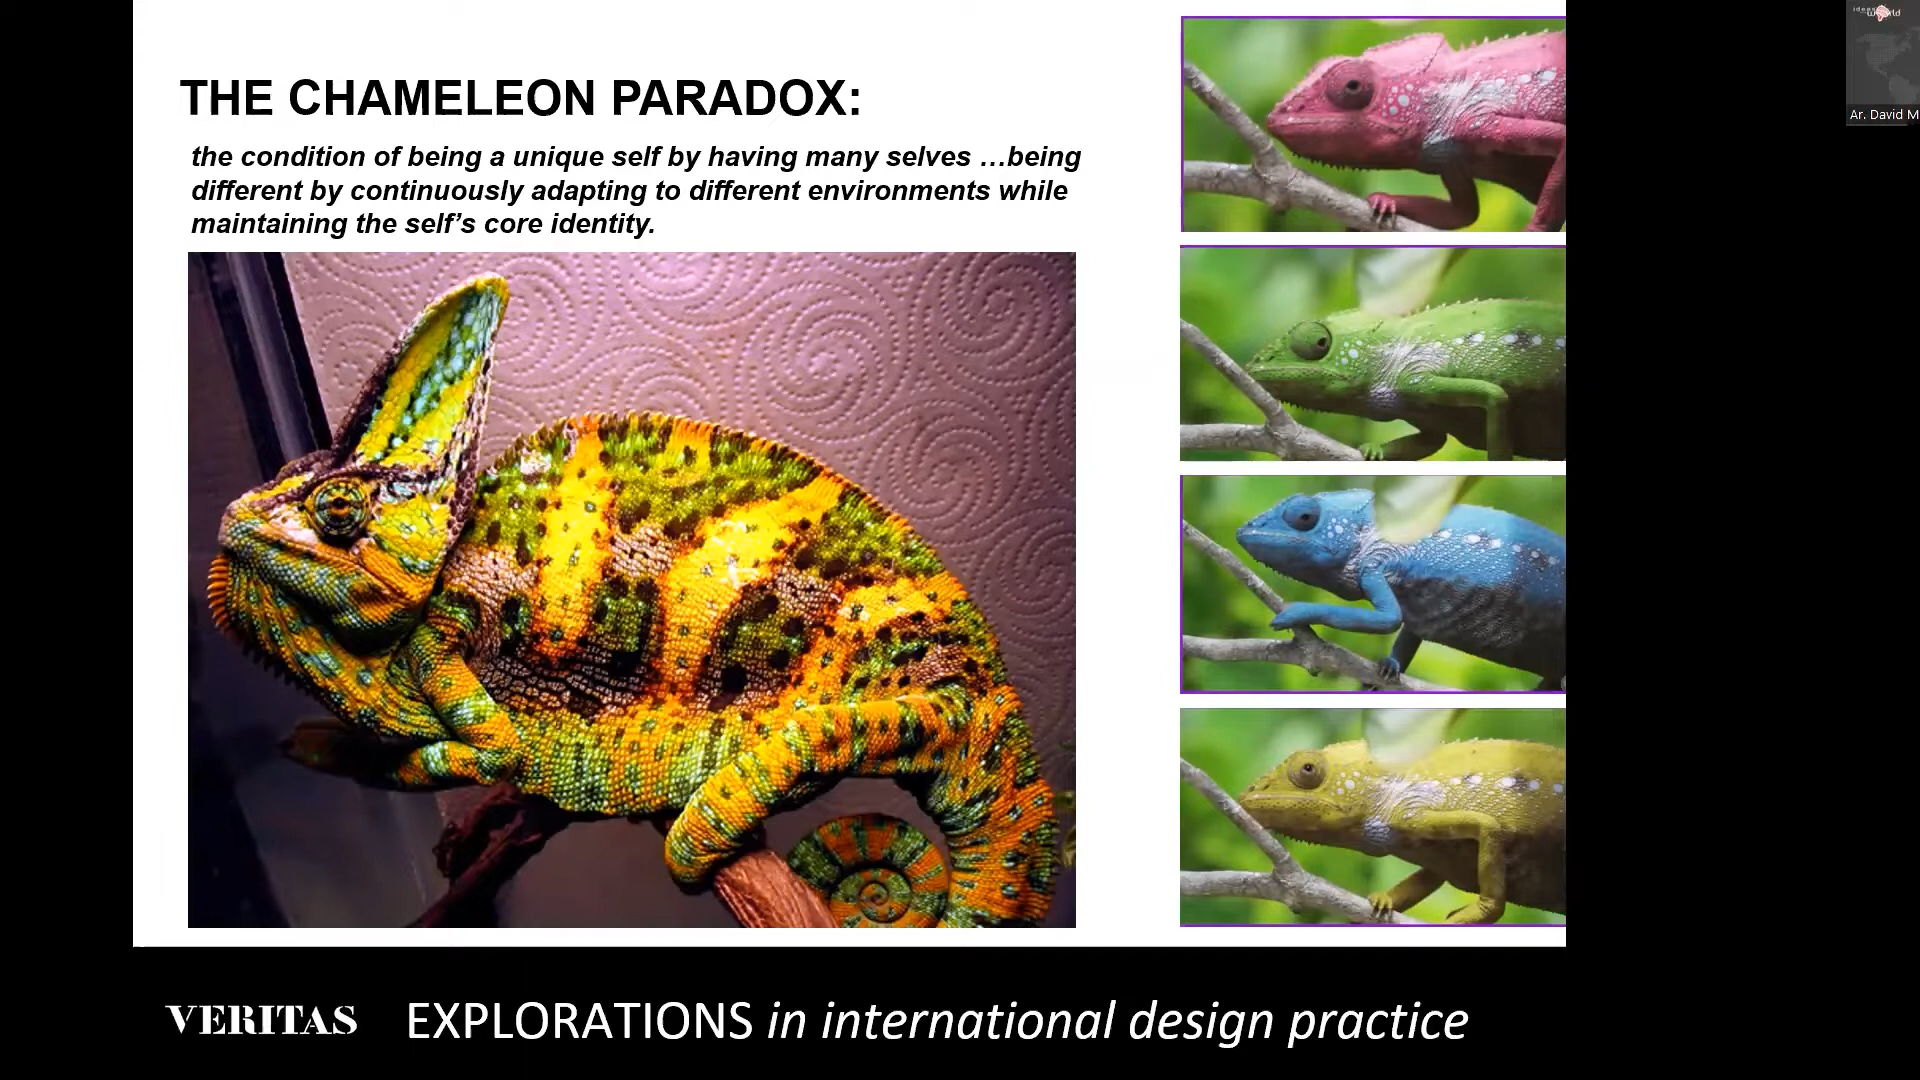 THE CHAMELEON PARADOX:
the condition of being a unique self by having many selves …being
different by continuously adapting to different environments while
maintaining the self’s core identity.
Ar. David M
VERITAS
EXPLORATIONS in international design practice